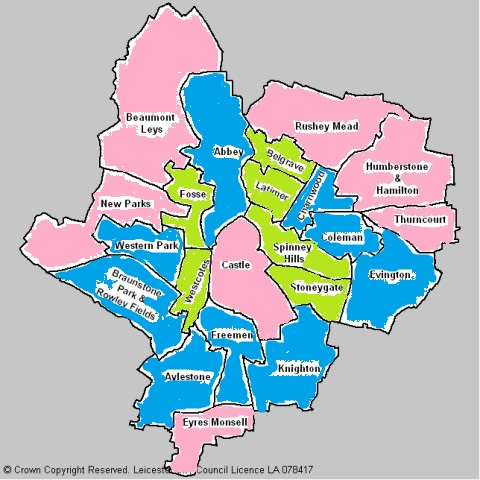 Beaumont
Leys
Rushey Mead
Abbey
Belgrave
Humberstone
&
Hamilton
Latimer
Charnwood
Fosse
New Parks
Thurncourt
Coleman
Western Park
Spinney
Hills
Castle
Evington
Westcotes
Braunstone
Park &
Rowley Fields
Stoneygate
Freemen
Knighton
Aylestone
Eyres Monsell
© Crown Copyright Reserved. Leicest Council Licence LA 078417